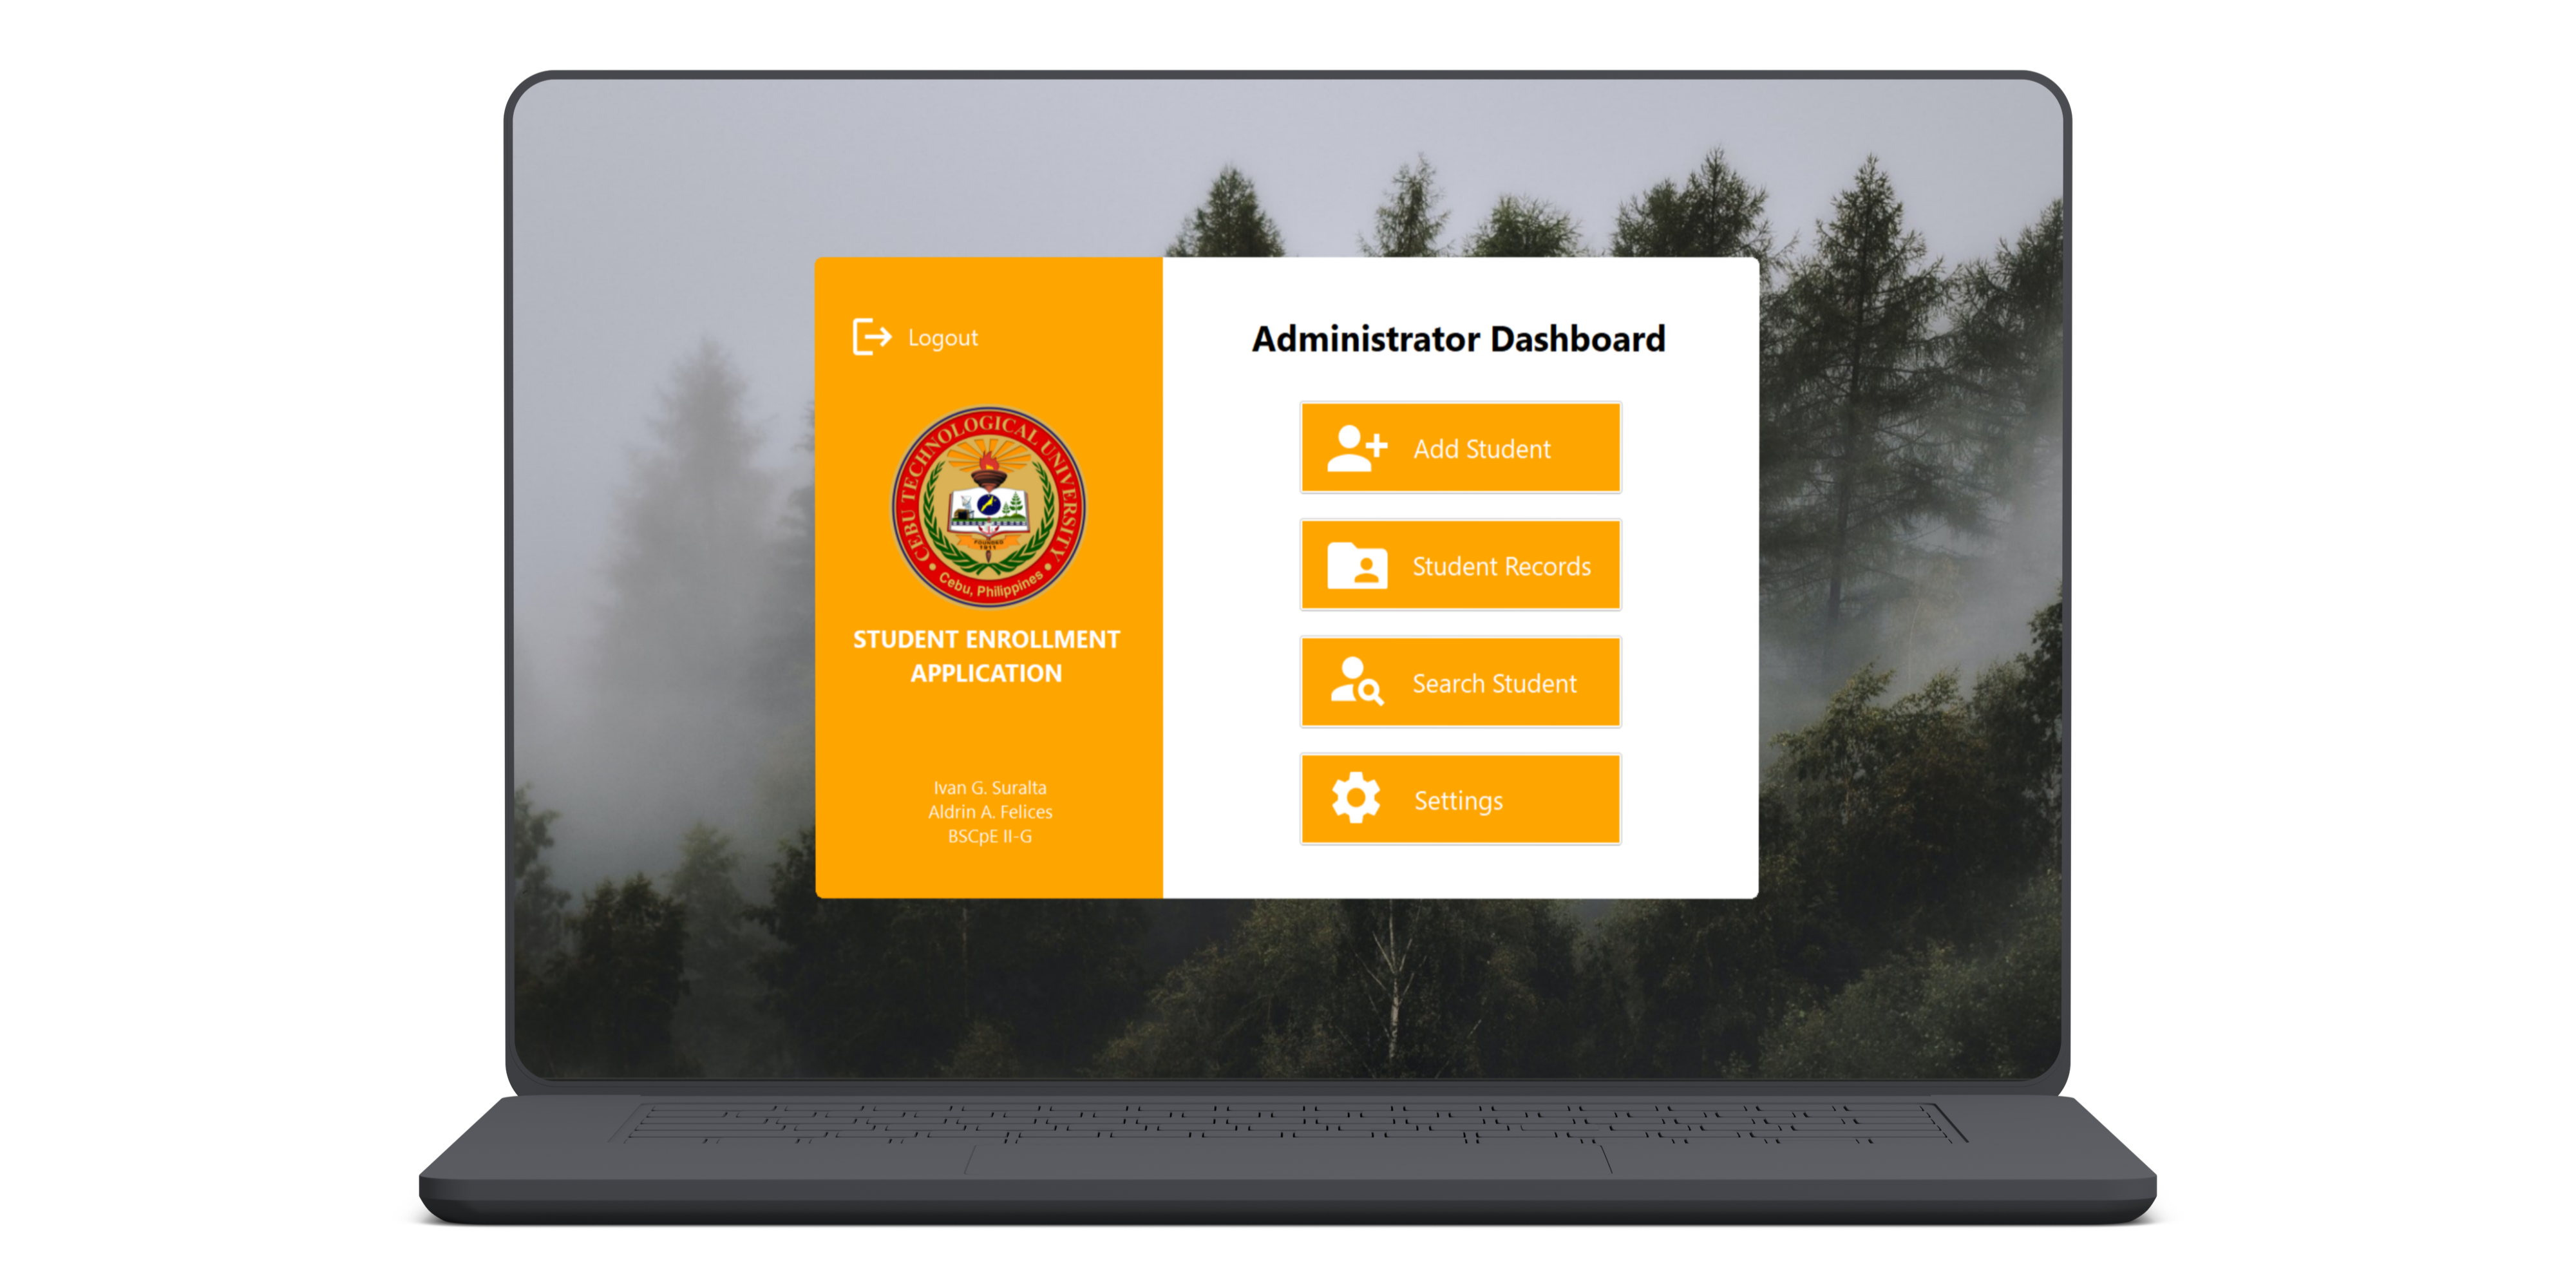 Logout
CEBU TECHNOLOGICAL UNIVERSITY
FOUNDED
1911
Cebu, Philippines
STUDENT ENROLLMENT
APPLICATION
Ivan G. Suralta
Aldrin A. Felices
BSCpE II-G
Administrator Dashboard
Add Student
Student Records
Search Student
Settings